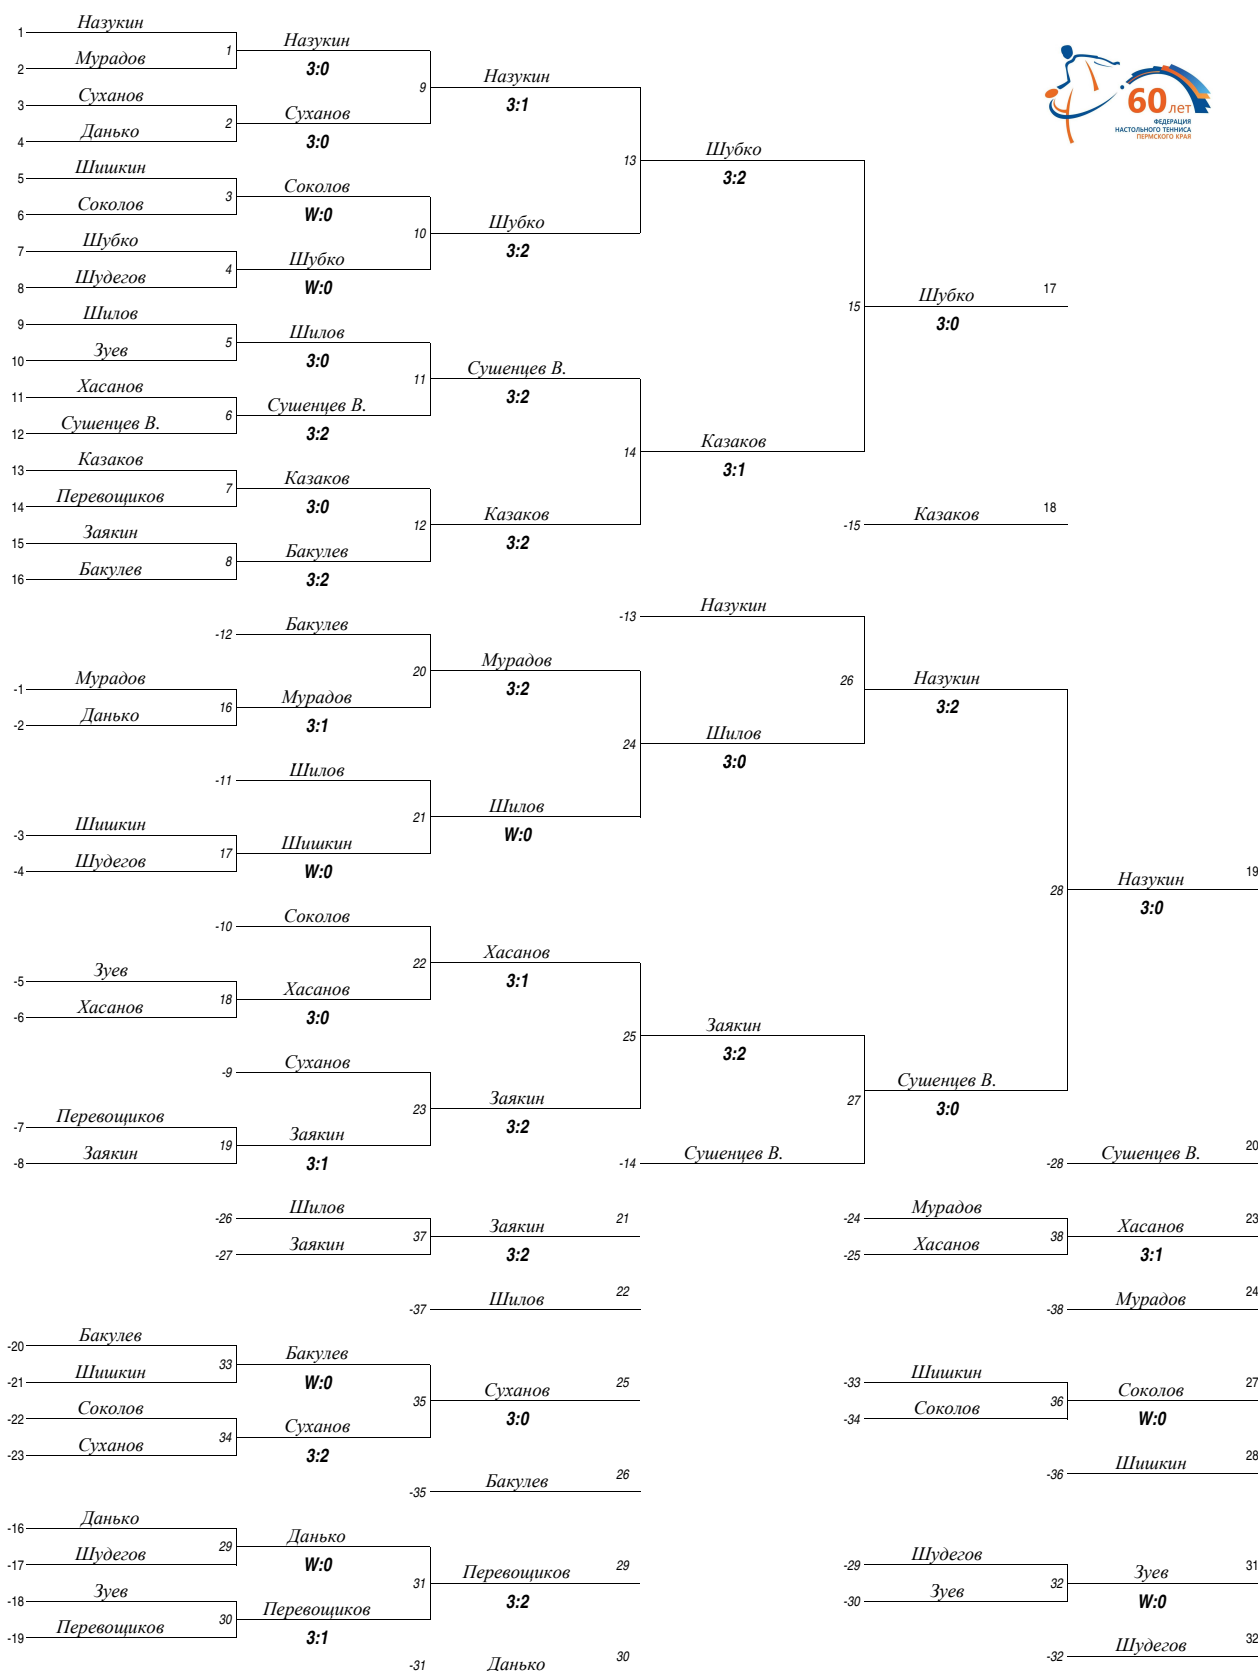 Назукин
1
Назукин
1
Мурадов
3:0
2
Назукин
9
3:1
Суханов
3
Суханов
2
Данько
3:0
4
60 лет
ФЕДЕРАЦИЯ
НАСТОЛЬНОГО ТЕННИСА
ПЕРМСКОГО КРАЯ
Шубко
13
3:2
Шишкин
5
Соколов
3
Соколов
W:0
6
Шубко
10
3:2
Шубко
7
Шубко
4
Шудегов
W:0
8
Шубко
17
15
3:0
Шилов
9
Шилов
5
Зуев
3:0
10
Сушенцев В.
11
3:2
Хасанов
11
Сушенцев В.
6
Сушенцев В.
3:2
12
Казаков
14
3:1
Казаков
13
Казаков
7
Перевощиков
3:0
14
Казаков
12
3:2
-15
Казаков
18
Заякин
15
Бакулев
8
Бакулев
3:2
16
-13
Назукин
-12
Бакулев
20
Мурадов
3:2
26
Назукин
3:2
-1
Мурадов
16
Мурадов
3:1
-2
Данько
24
Шилов
3:0
-11
Шилов
21
Шилов
W:0
-3
Шишкин
17
Шишкин
W:0
-4
Шудегов
28
Назукин
19
3:0
-10
Соколов
22
Хасанов
3:1
-5
Зуев
18
Хасанов
3:0
-6
Хасанов
25
Заякин
3:2
-9
Суханов
23
Заякин
3:2
27
Сушенцев В.
3:0
-7
Перевощиков
19
Заякин
3:1
-8
Заякин
-14
Сушенцев В.
-28
Сушенцев В.
20
-26
Шилов
37
Заякин
21
3:2
-27
Заякин
-24
Мурадов
38
Хасанов
23
3:1
-25
Хасанов
-37
Шилов
22
-38
Мурадов
24
-20
Бакулев
33
Бакулев
W:0
-21
Шишкин
35
Суханов
25
3:0
-22
Соколов
34
Суханов
3:2
-23
Суханов
-33
Шишкин
36
Соколов
27
W:0
-34
Соколов
-35
Бакулев
26
-36
Шишкин
28
-16
Данько
29
Данько
W:0
-17
Шудегов
31
Перевощиков
29
3:2
-18
Зуев
30
Перевощиков
3:1
-19
Перевощиков
-29
Шудегов
32
Зуев
31
W:0
-30
Зуев
-31
Данько
30
-32
Шудегов
32